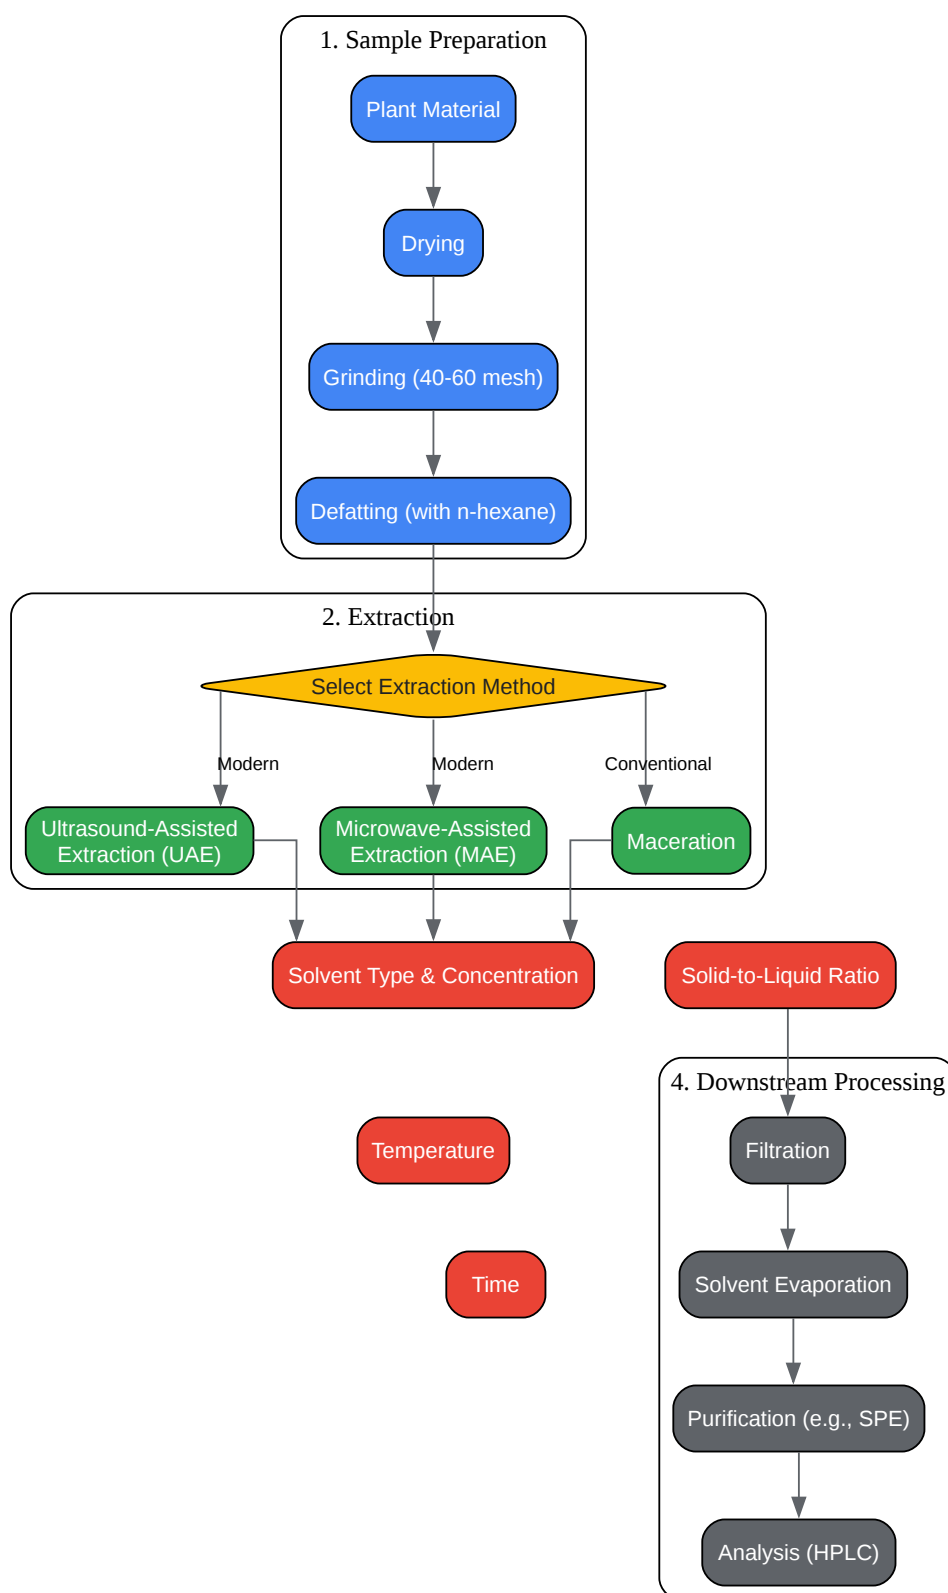 1. Sample Preparation
Plant Material
Drying
Grinding (40-60 mesh)
Defatting (with n-hexane)
2. Extraction
Select Extraction Method
Modern
Modern
Conventional
Ultrasound-Assisted
Extraction (UAE)
Microwave-Assisted
Extraction (MAE)
Maceration
Solvent Type & Concentration
Solid-to-Liquid Ratio
4. Downstream Processing
Temperature
Filtration
Time
Solvent Evaporation
Purification (e.g., SPE)
Analysis (HPLC)